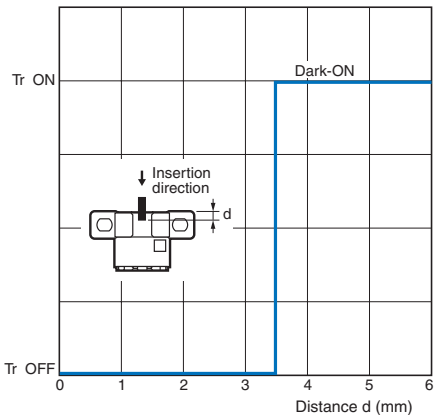 Tr ON
Dark-ON
Insertion
direction
d
Tr OFF
0 1 2 3 4 5 6
Distance d (mm)